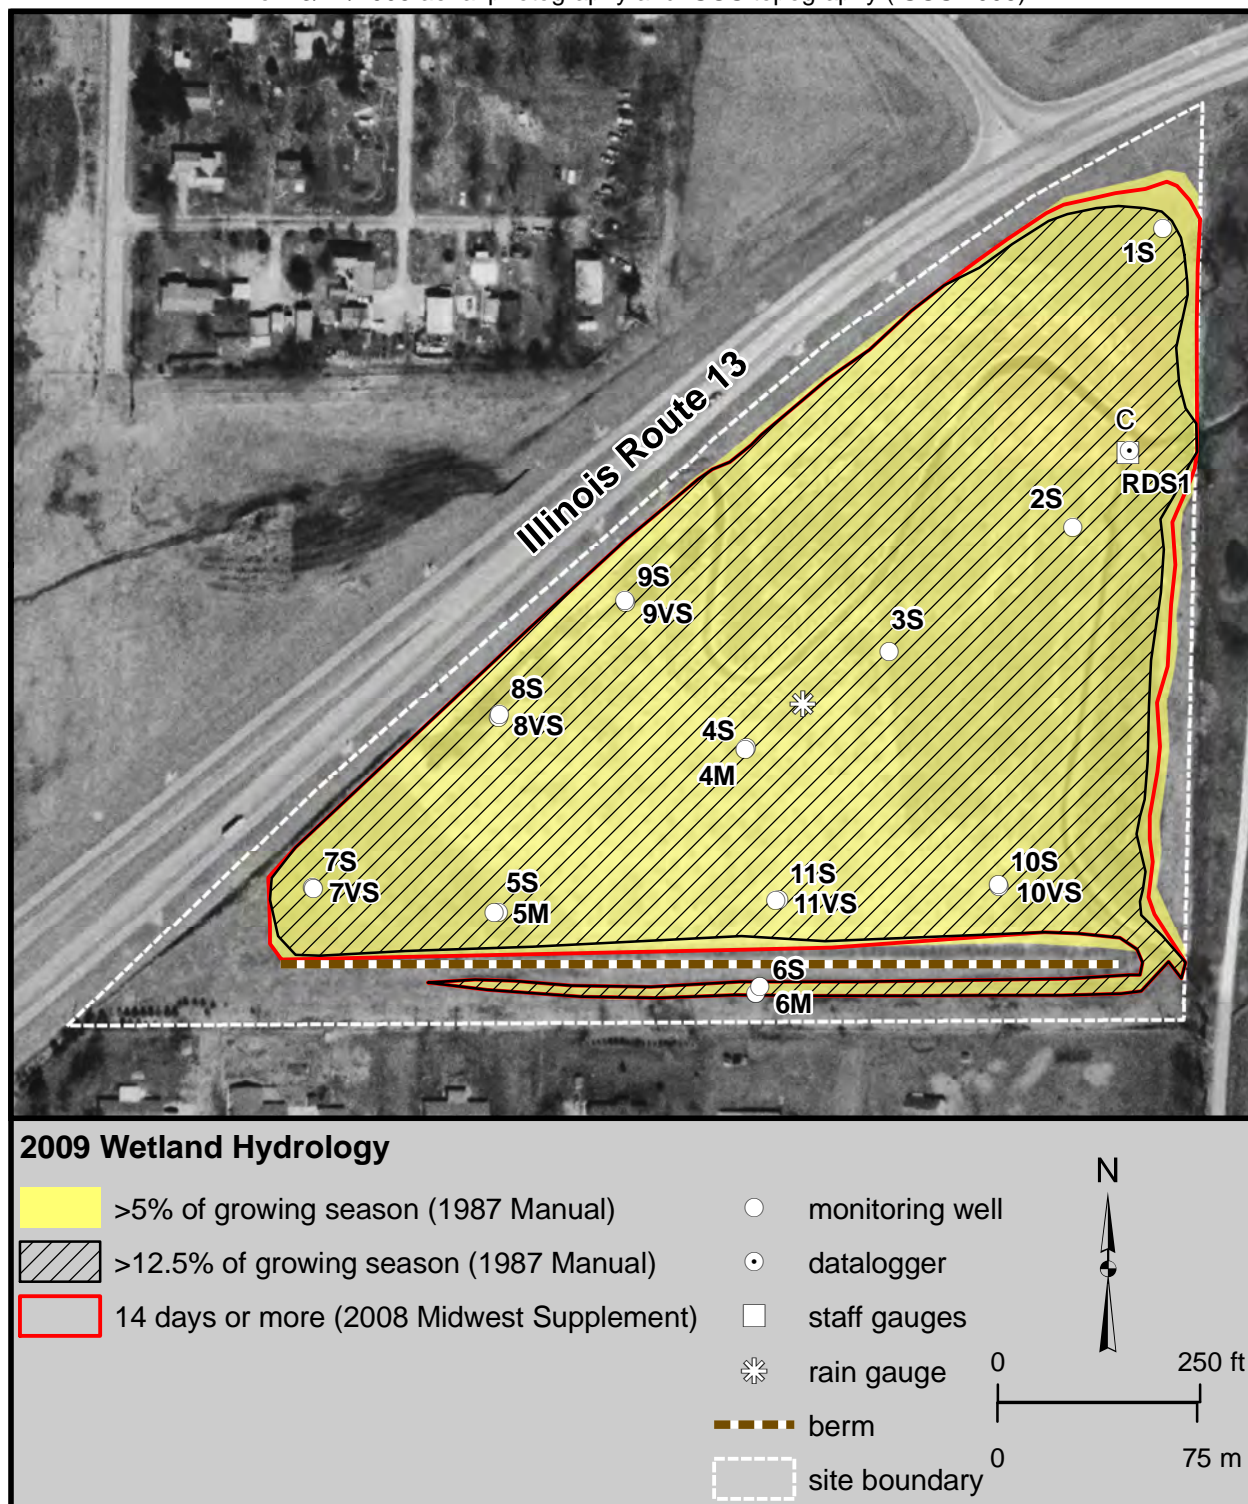 Illinois Route 13
1S
C
RDS1
2S
9S
9VS
3S
8S
8VS
4S
4M
7S
7VS
5S
5M
11S
11VS
10S
10VS
6S
6M
2009 Wetland Hydrology
>5% of growing season (1987 Manual)
>12.5% of growing season (1987 Manual)
14 days or more (2008 Midwest Supplement)
monitoring well
datalogger
staff gauges
rain gauge
berm
site boundary
N
0 250 ft
0 75 m